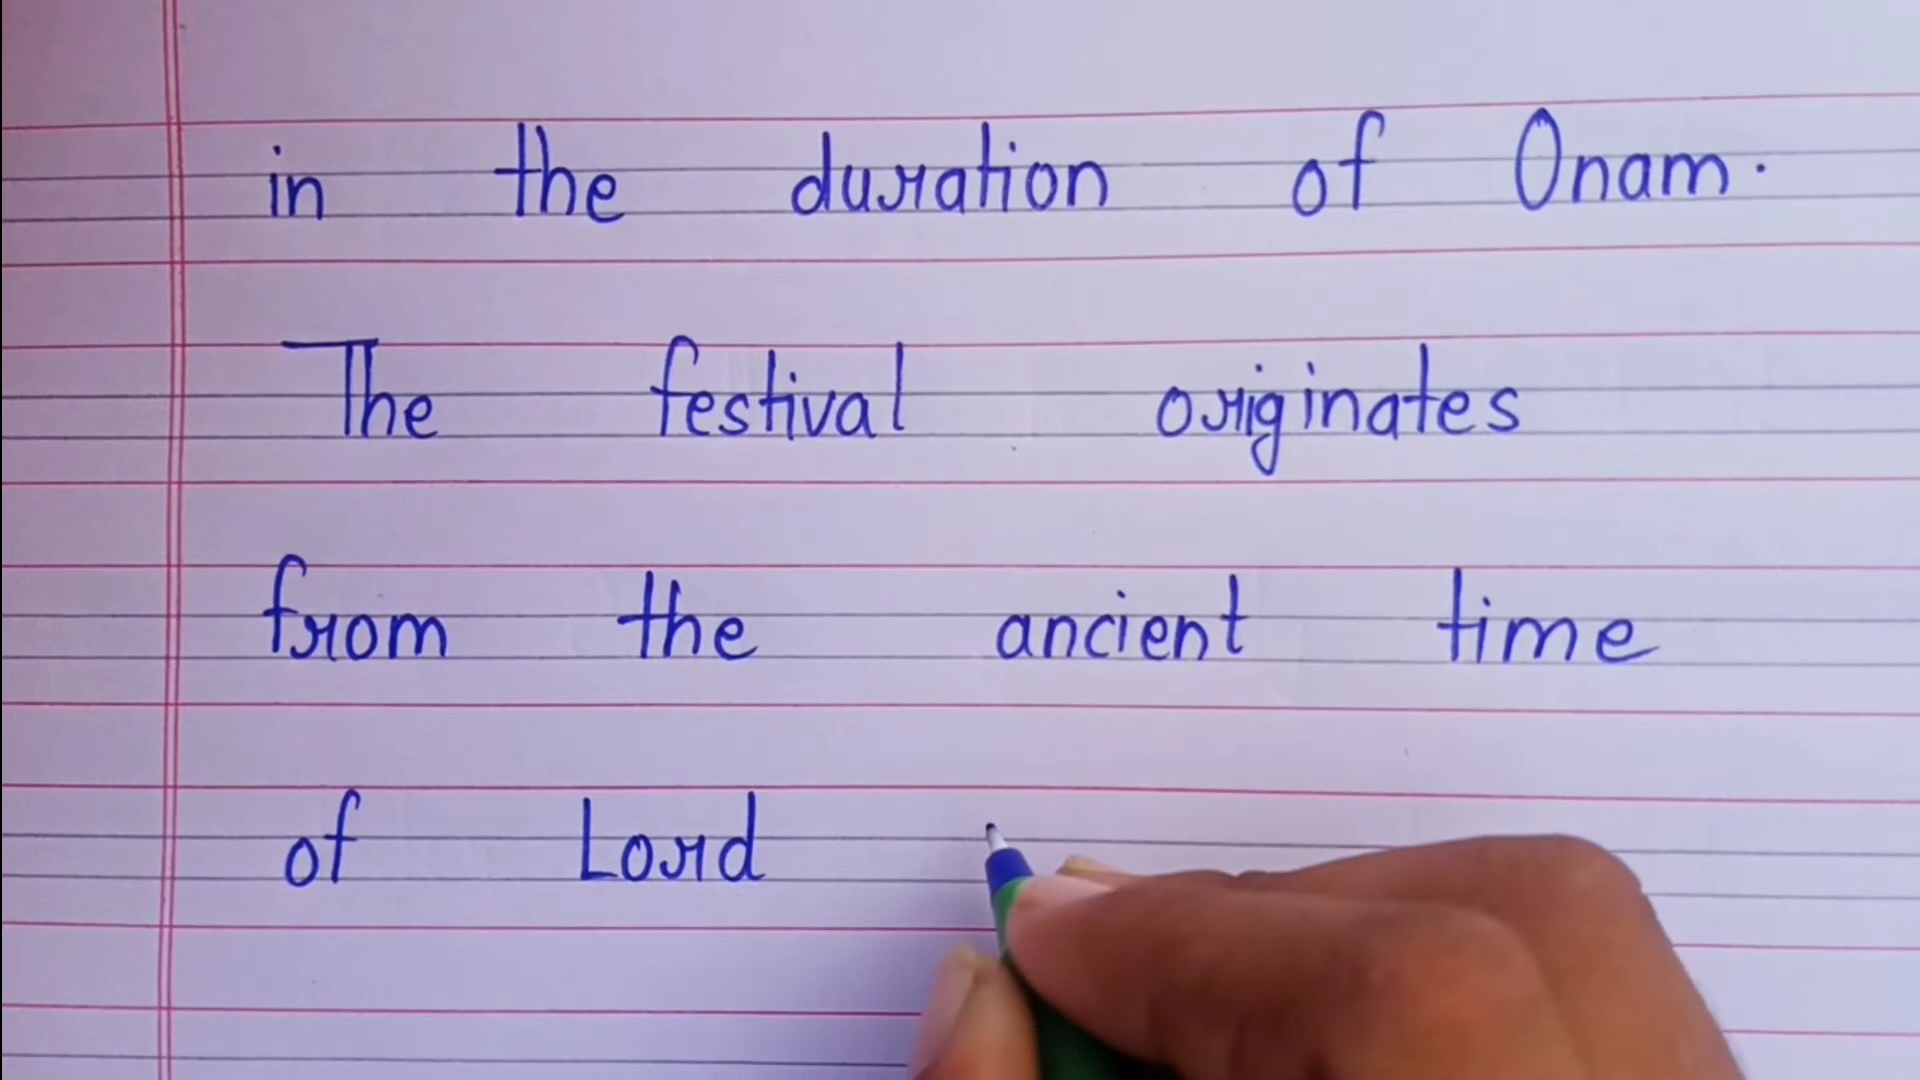 in the duration of Onam.
The festival originates
from the ancient time
of Lord